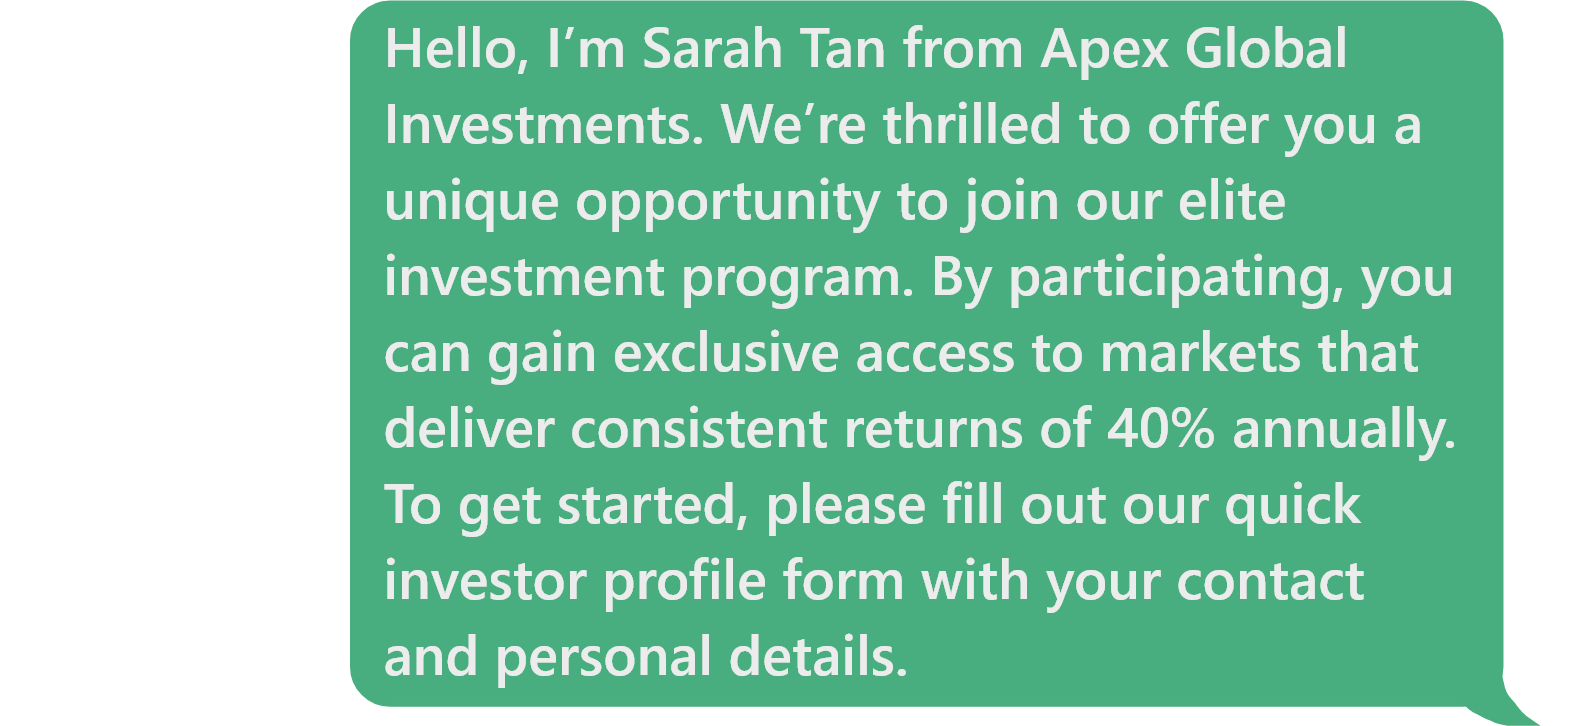 Hello, I’m Sarah Tan from Apex Global
Investments. We’re thrilled to offer you a
unique opportunity to join our elite
investment program. By participating, you
can gain exclusive access to markets that
deliver consistent returns of 40% annually.
To get started, please fill out our quick
investor profile form with your contact
and personal details.